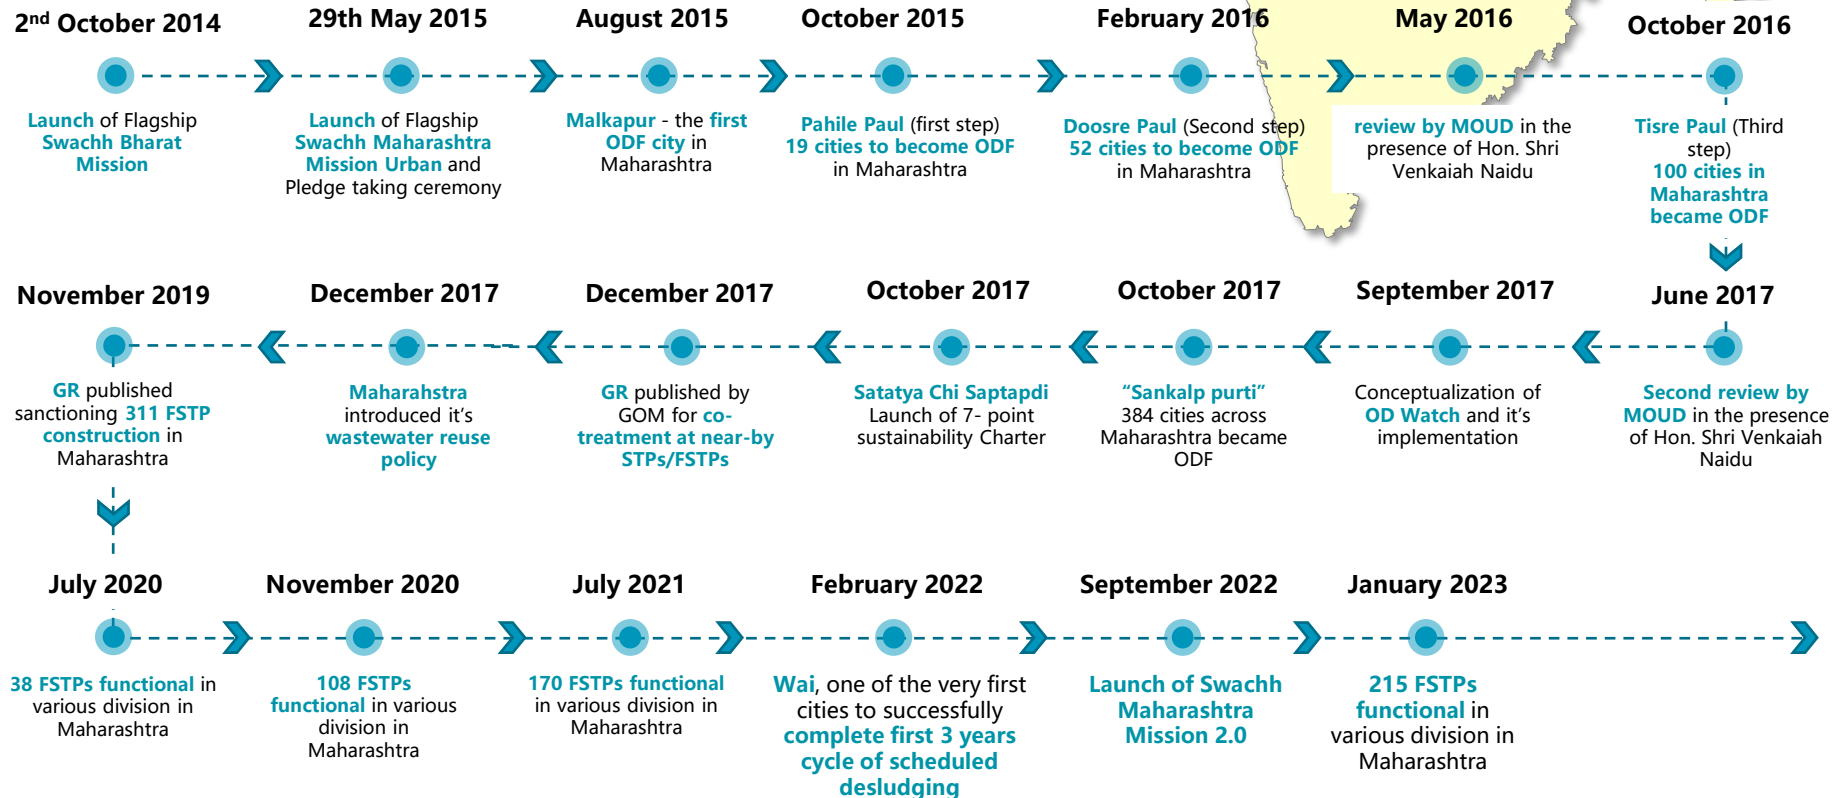 2nd October 2014
Launch of Flagship
Swachh Bharat
Mission
29th May 2015
Launch of Flagship
Swachh Maharashtra
Mission Urban and
Pledge taking ceremony
August 2015
Malkapur - the first
ODF city in
Maharashtra
October 2015
Pahile Paul (first step)
19 cities to become ODF
in Maharashtra
February 2016
Doosre Paul (Second step)
52 cities to become ODF
in Maharashtra
May 2016
review by MOUD in the
presence of Hon. Shri
Venkaiah Naidu
October 2016
Tisre Paul (Third
step)
100 cities in
Maharashtra
became ODF
June 2017
Second review by
MOUD in the presence
of Hon. Shri Venkaiah
Naidu
September 2017
Conceptualization of
OD Watch and it's
implementation
October 2017
“Sankalp purti”
384 cities across
Maharashtra became
ODF
October 2017
Satatya Chi Saptapdi
Launch of 7- point
sustainability Charter
December 2017
GR published by
GOM for co-
treatment at near-by
STPs/FSTPs
December 2017
Maharahstra
introduced it's
wastewater reuse
policy
November 2019
GR published
sanctioning 311 FSTP
construction in
Maharashtra
July 2020
38 FSTPs functional in
various division in
Maharashtra
November 2020
108 FSTPs
functional in various
division in
Maharashtra
July 2021
170 FSTPs functional
in various division in
Maharashtra
February 2022
Wai, one of the very first
cities to successfully
complete first 3 years
cycle of scheduled
desludging
September 2022
Launch of Swachh
Maharashtra
Mission 2.0
January 2023
215 FSTPs
functional in
various division in
Maharashtra